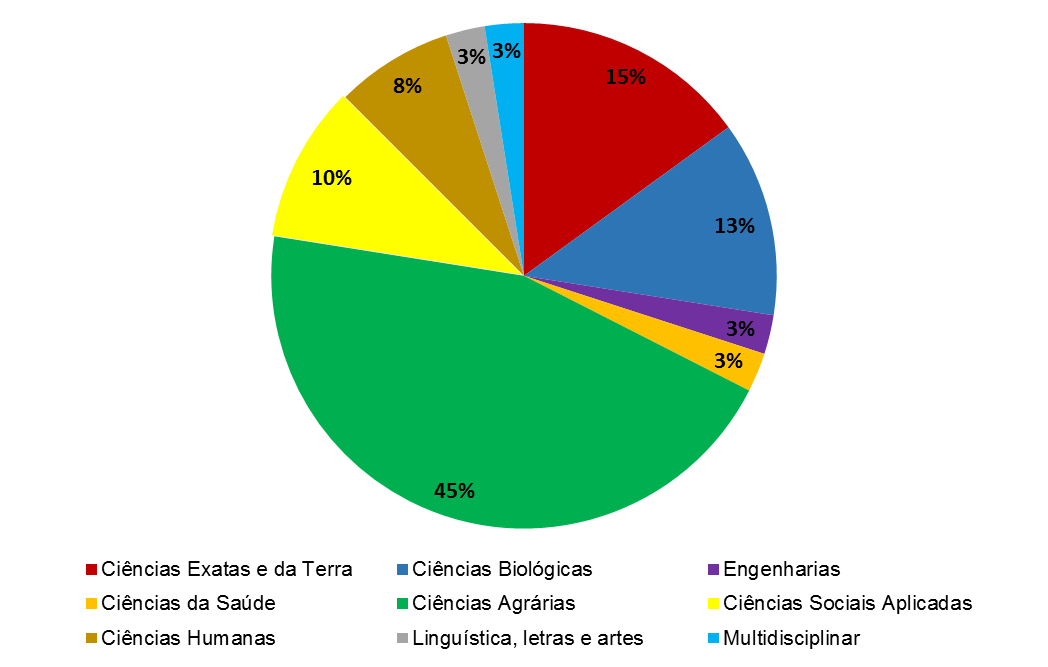 3%
3%
15%
8%
10%
13%
3%
3%
45%
Ciências Exatas e da Terra
Ciências Biológicas
Engenharias
Ciências da Saúde
Ciências Agrárias
Ciências Sociais Aplicadas
Ciências Humanas
Linguística, letras e artes
Multidisciplinar